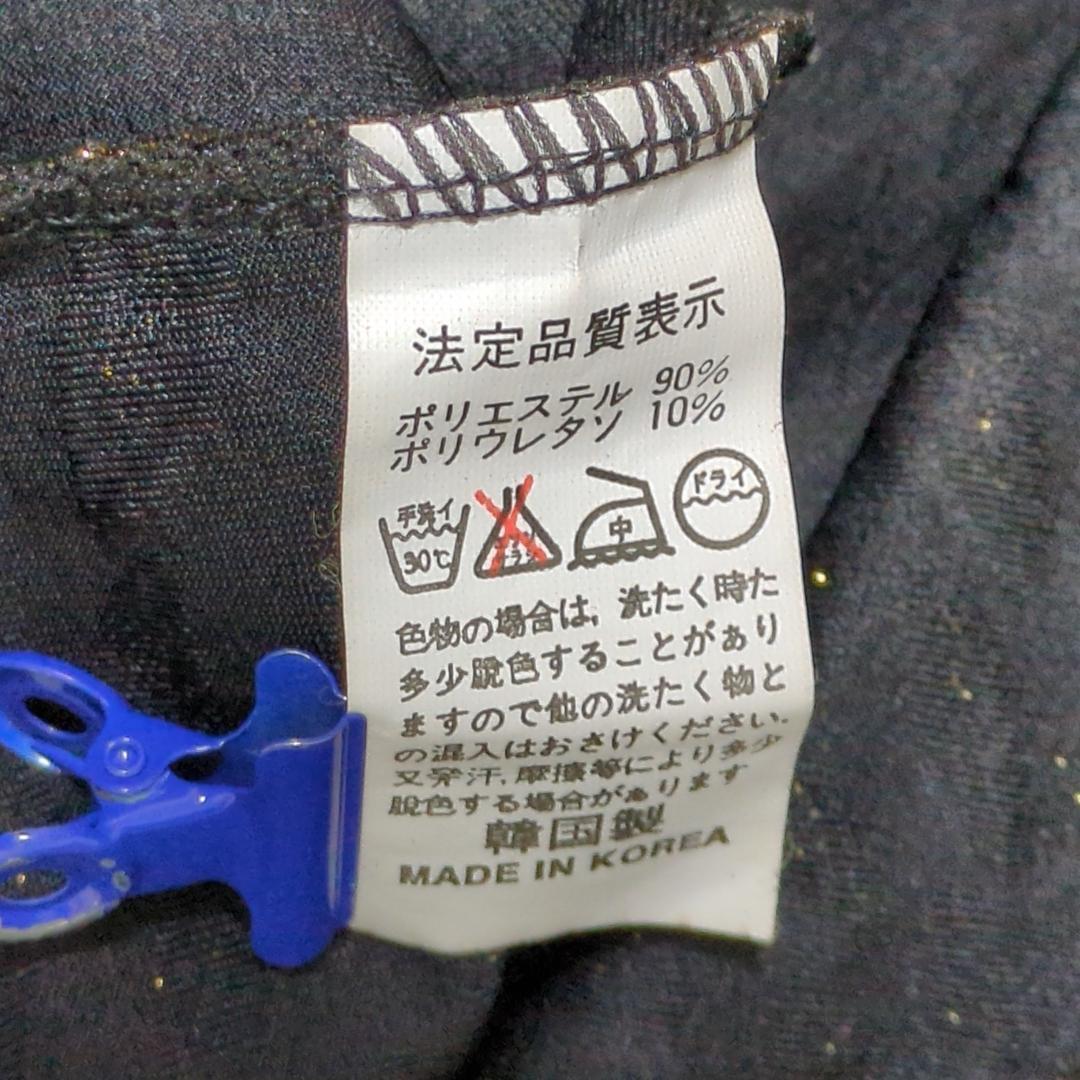 法定品質表示
ポリエステル 90%
ポリウレタソ 10%
手洗イ 30℃ 中 ドライ
色物の場合は、洗たく時た
多少脱色することがあり
ますので他の洗たく物と
の混入はおさけください.
又発汗,摩擦等により多少
脱色する場合があります
韓国製
MADE IN KOREA